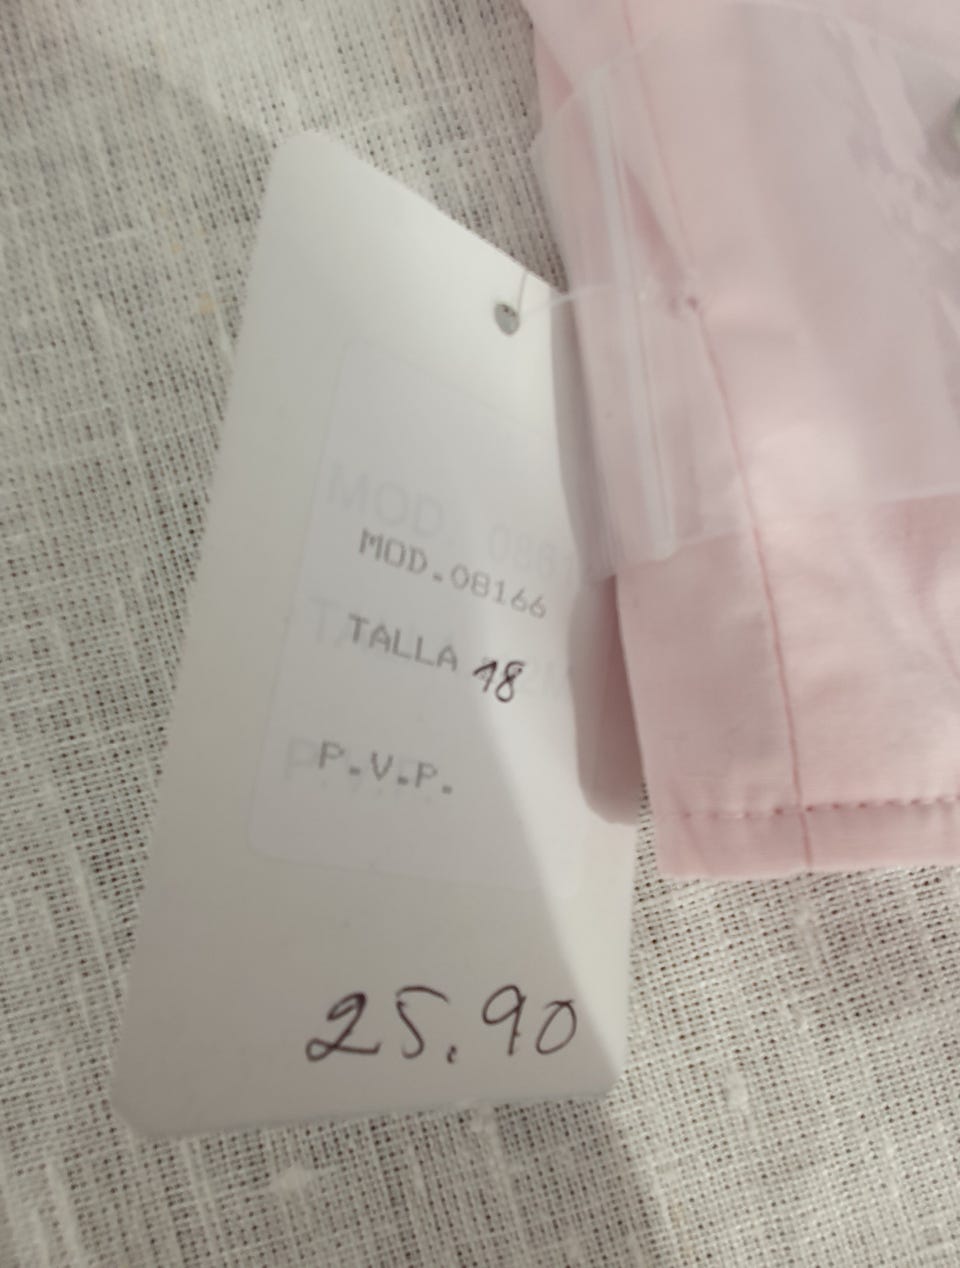 MOD.08166
TALLA 18
P.V.P.
25.90